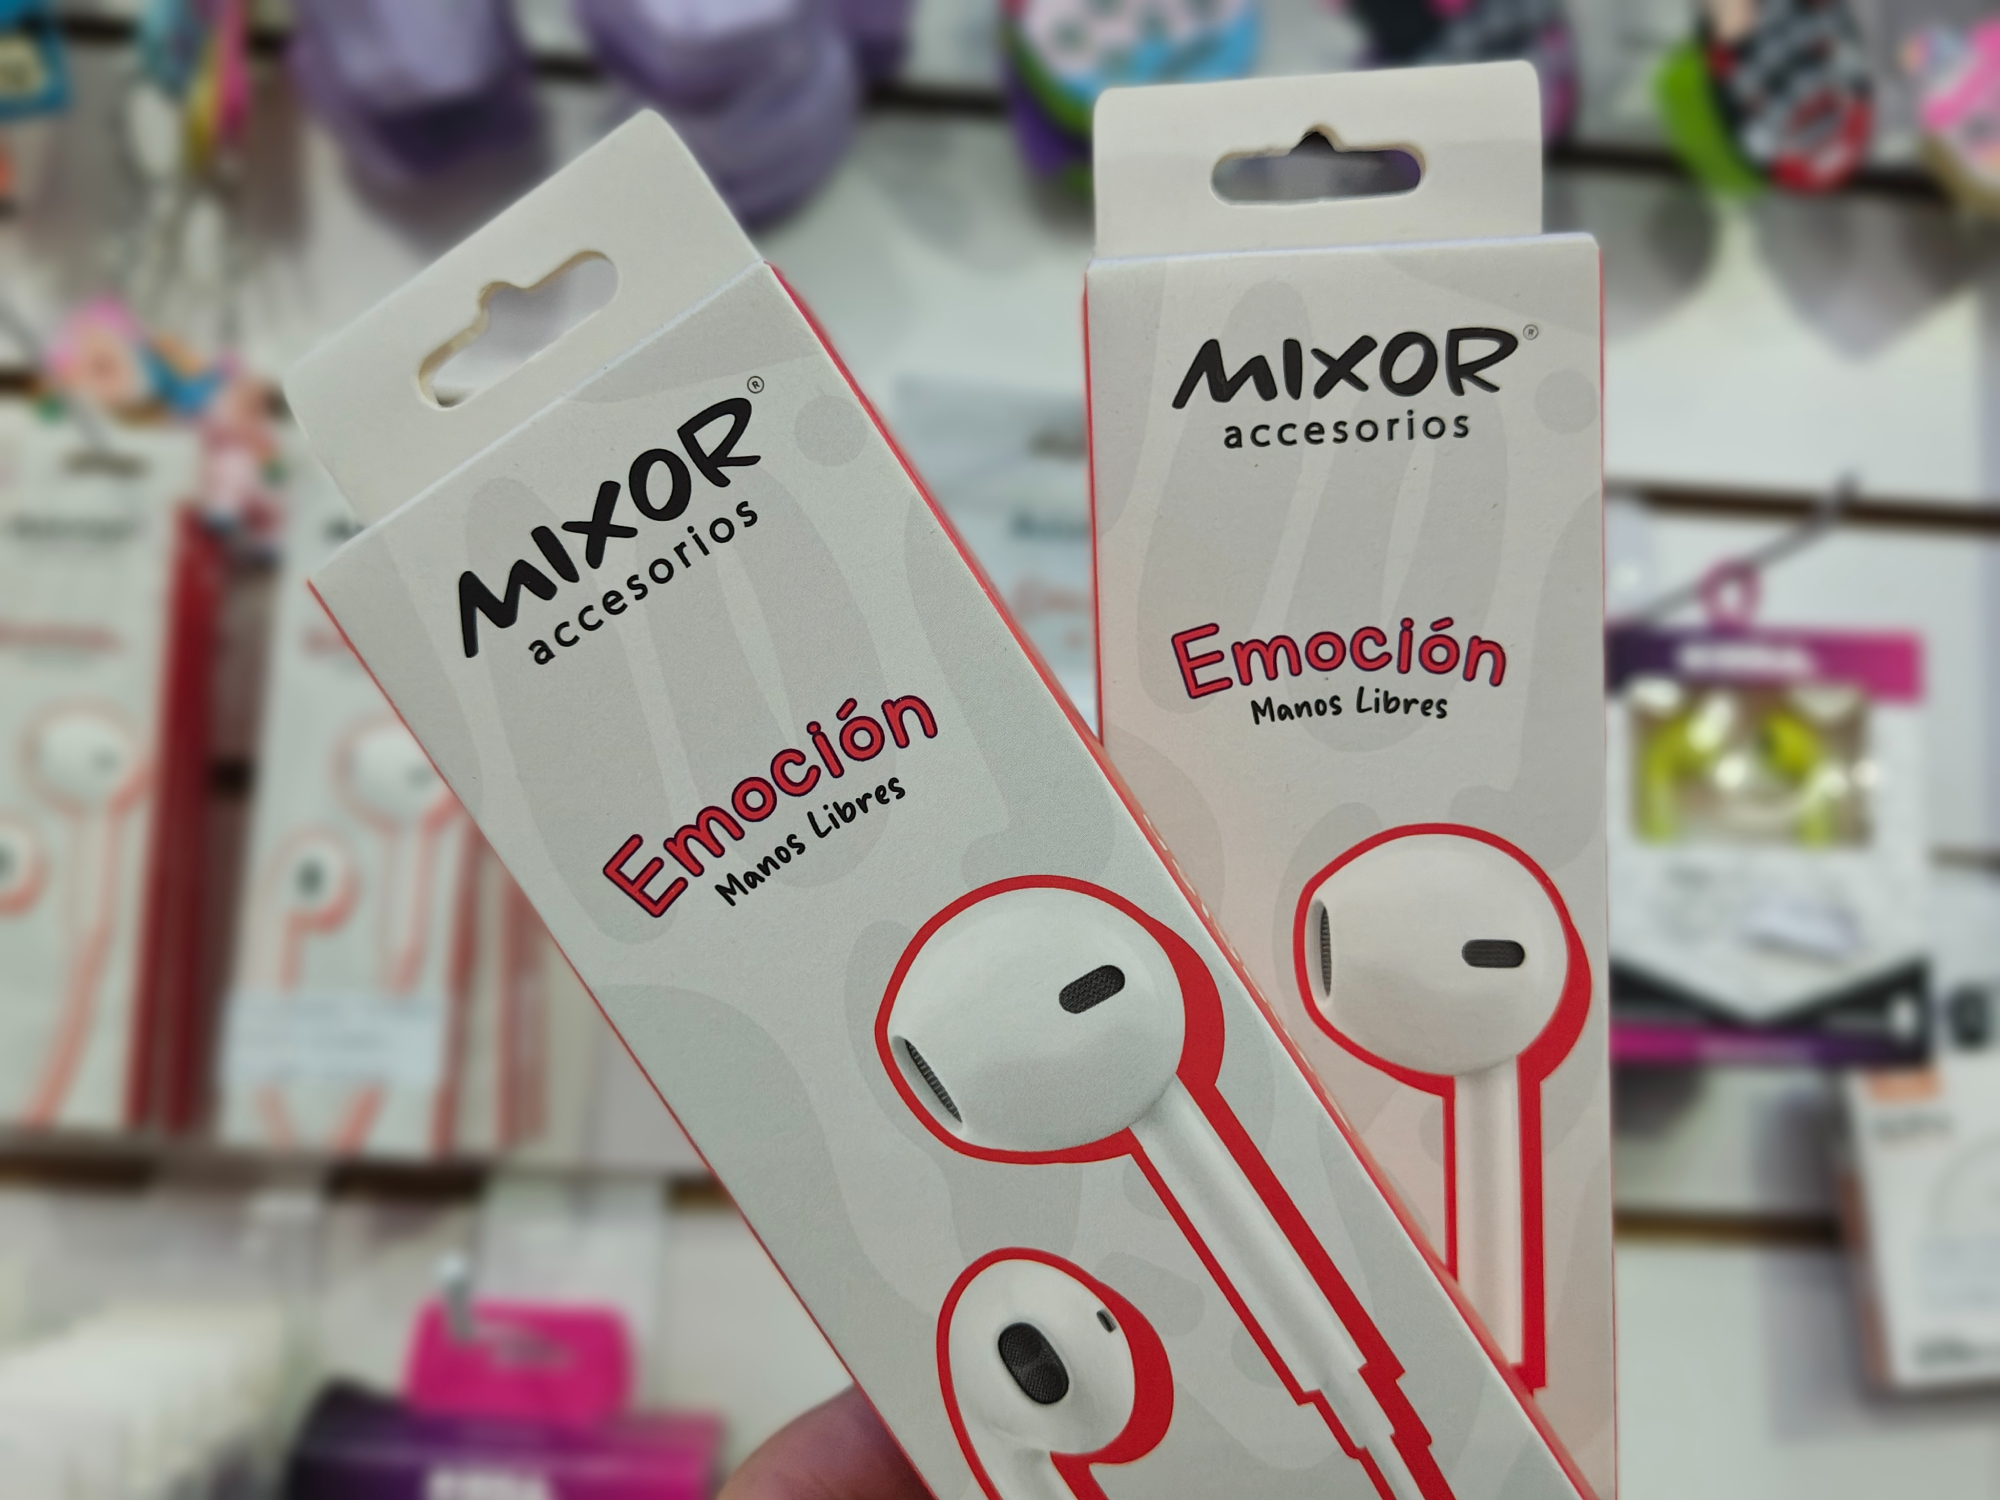 MIXOR®
accesorios
Emoción
Manos Libres
MIXOR®
accesorios
Emoción
Manos Libres